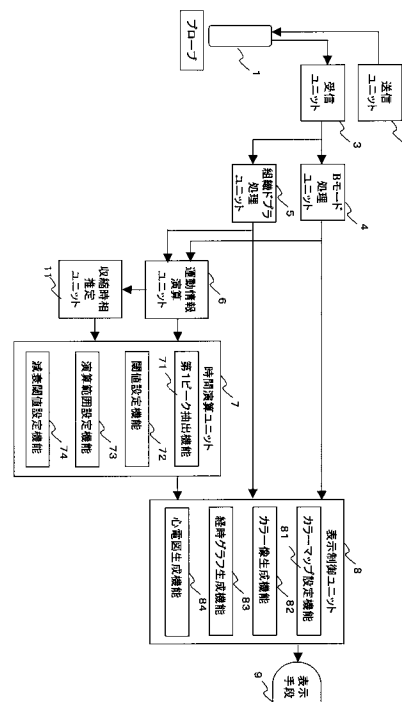 プローブ
1
送信
ユニット
受信
ユニット
3
Bモード
処理
ユニット
4
組織ドプラ
処理
ユニット
5
運動情報
演算
ユニット
6
収縮時相
推定
ユニット
11
時間演算ユニット
7
第1ピーク抽出機能
71
閾値設定機能
72
演算範囲設定機能
73
減衰閾値設定機能
74
表示制御ユニット
8
カラーマップ設定機能
81
カラー像生成機能
82
経時グラフ生成機能
83
心電図生成機能
84
表示
手段
9